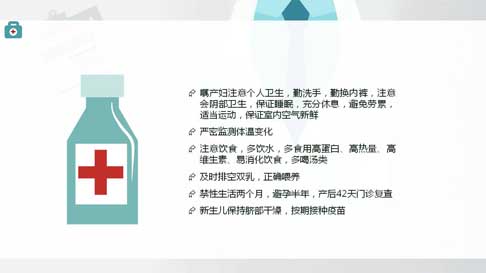 嘱产妇注意个人卫生，勤洗手，勤换内裤，注意
会阴部卫生，保证睡眠，充分休息，避免劳累，
适当运动，保证室内空气新鲜
严密监测体温变化
注意饮食，多饮水，多食用高蛋白、高热量、高
维生素、易消化饮食，多喝汤类
及时排空双乳，正确喂养
禁性生活两个月，避孕半年，产后42天门诊复查
新生儿保持脐部干燥，按期接种疫苗